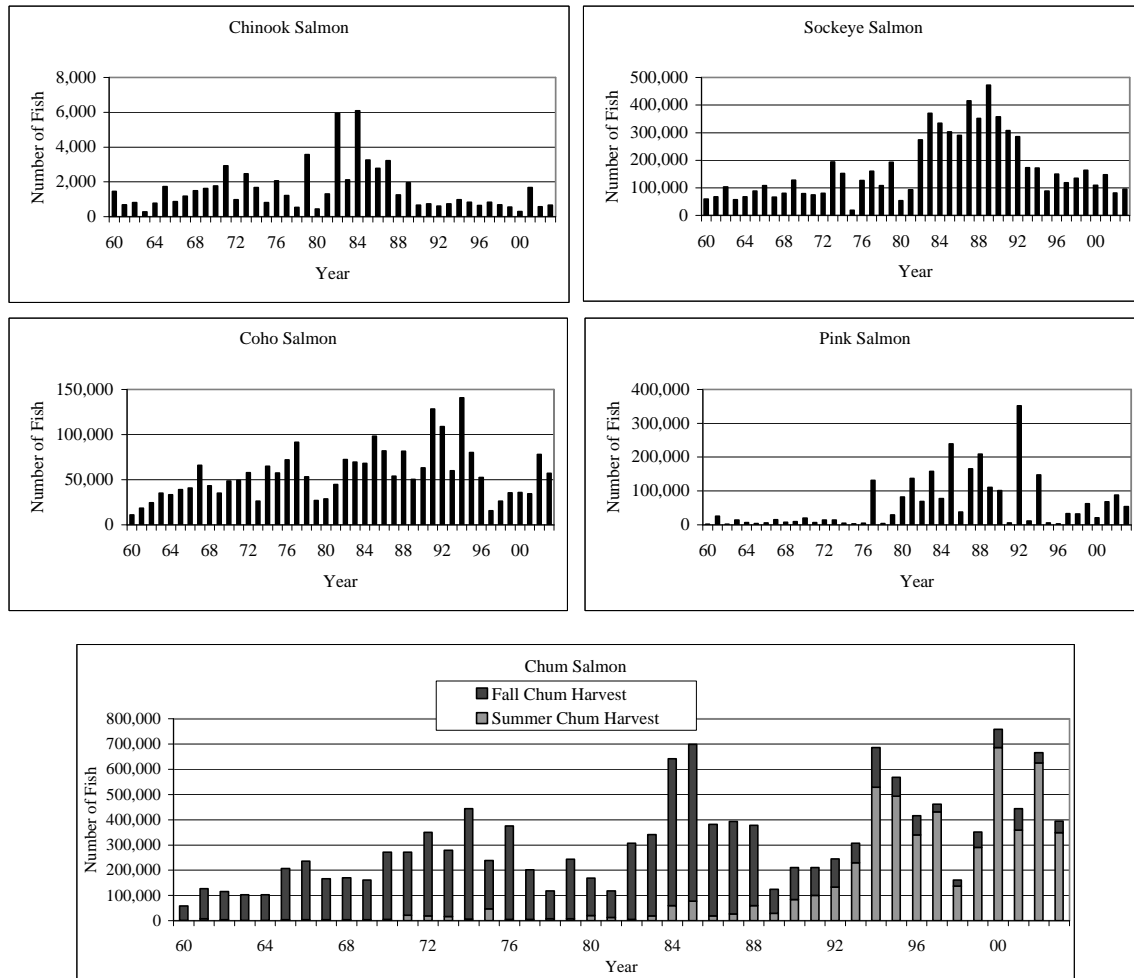 Chinook Salmon
8,000
6,000
4,000
2,000
0
Number of Fish
60 64 68 72 76 80 84 88 92 96 00
Year
Sockeye Salmon
500,000
400,000
300,000
200,000
100,000
0
Number of Fish
60 64 68 72 76 80 84 88 92 96 00
Year
Coho Salmon
150,000
100,000
50,000
0
Number of Fish
60 64 68 72 76 80 84 88 92 96 00
Year
Pink Salmon
400,000
300,000
200,000
100,000
0
Number of Fish
60 64 68 72 76 80 84 88 92 96 00
Year
Chum Salmon
Fall Chum Harvest
Summer Chum Harvest
800,000
700,000
600,000
500,000
400,000
300,000
200,000
100,000
0
Number of Fish
60 64 68 72 76 80 84 88 92 96 00
Year